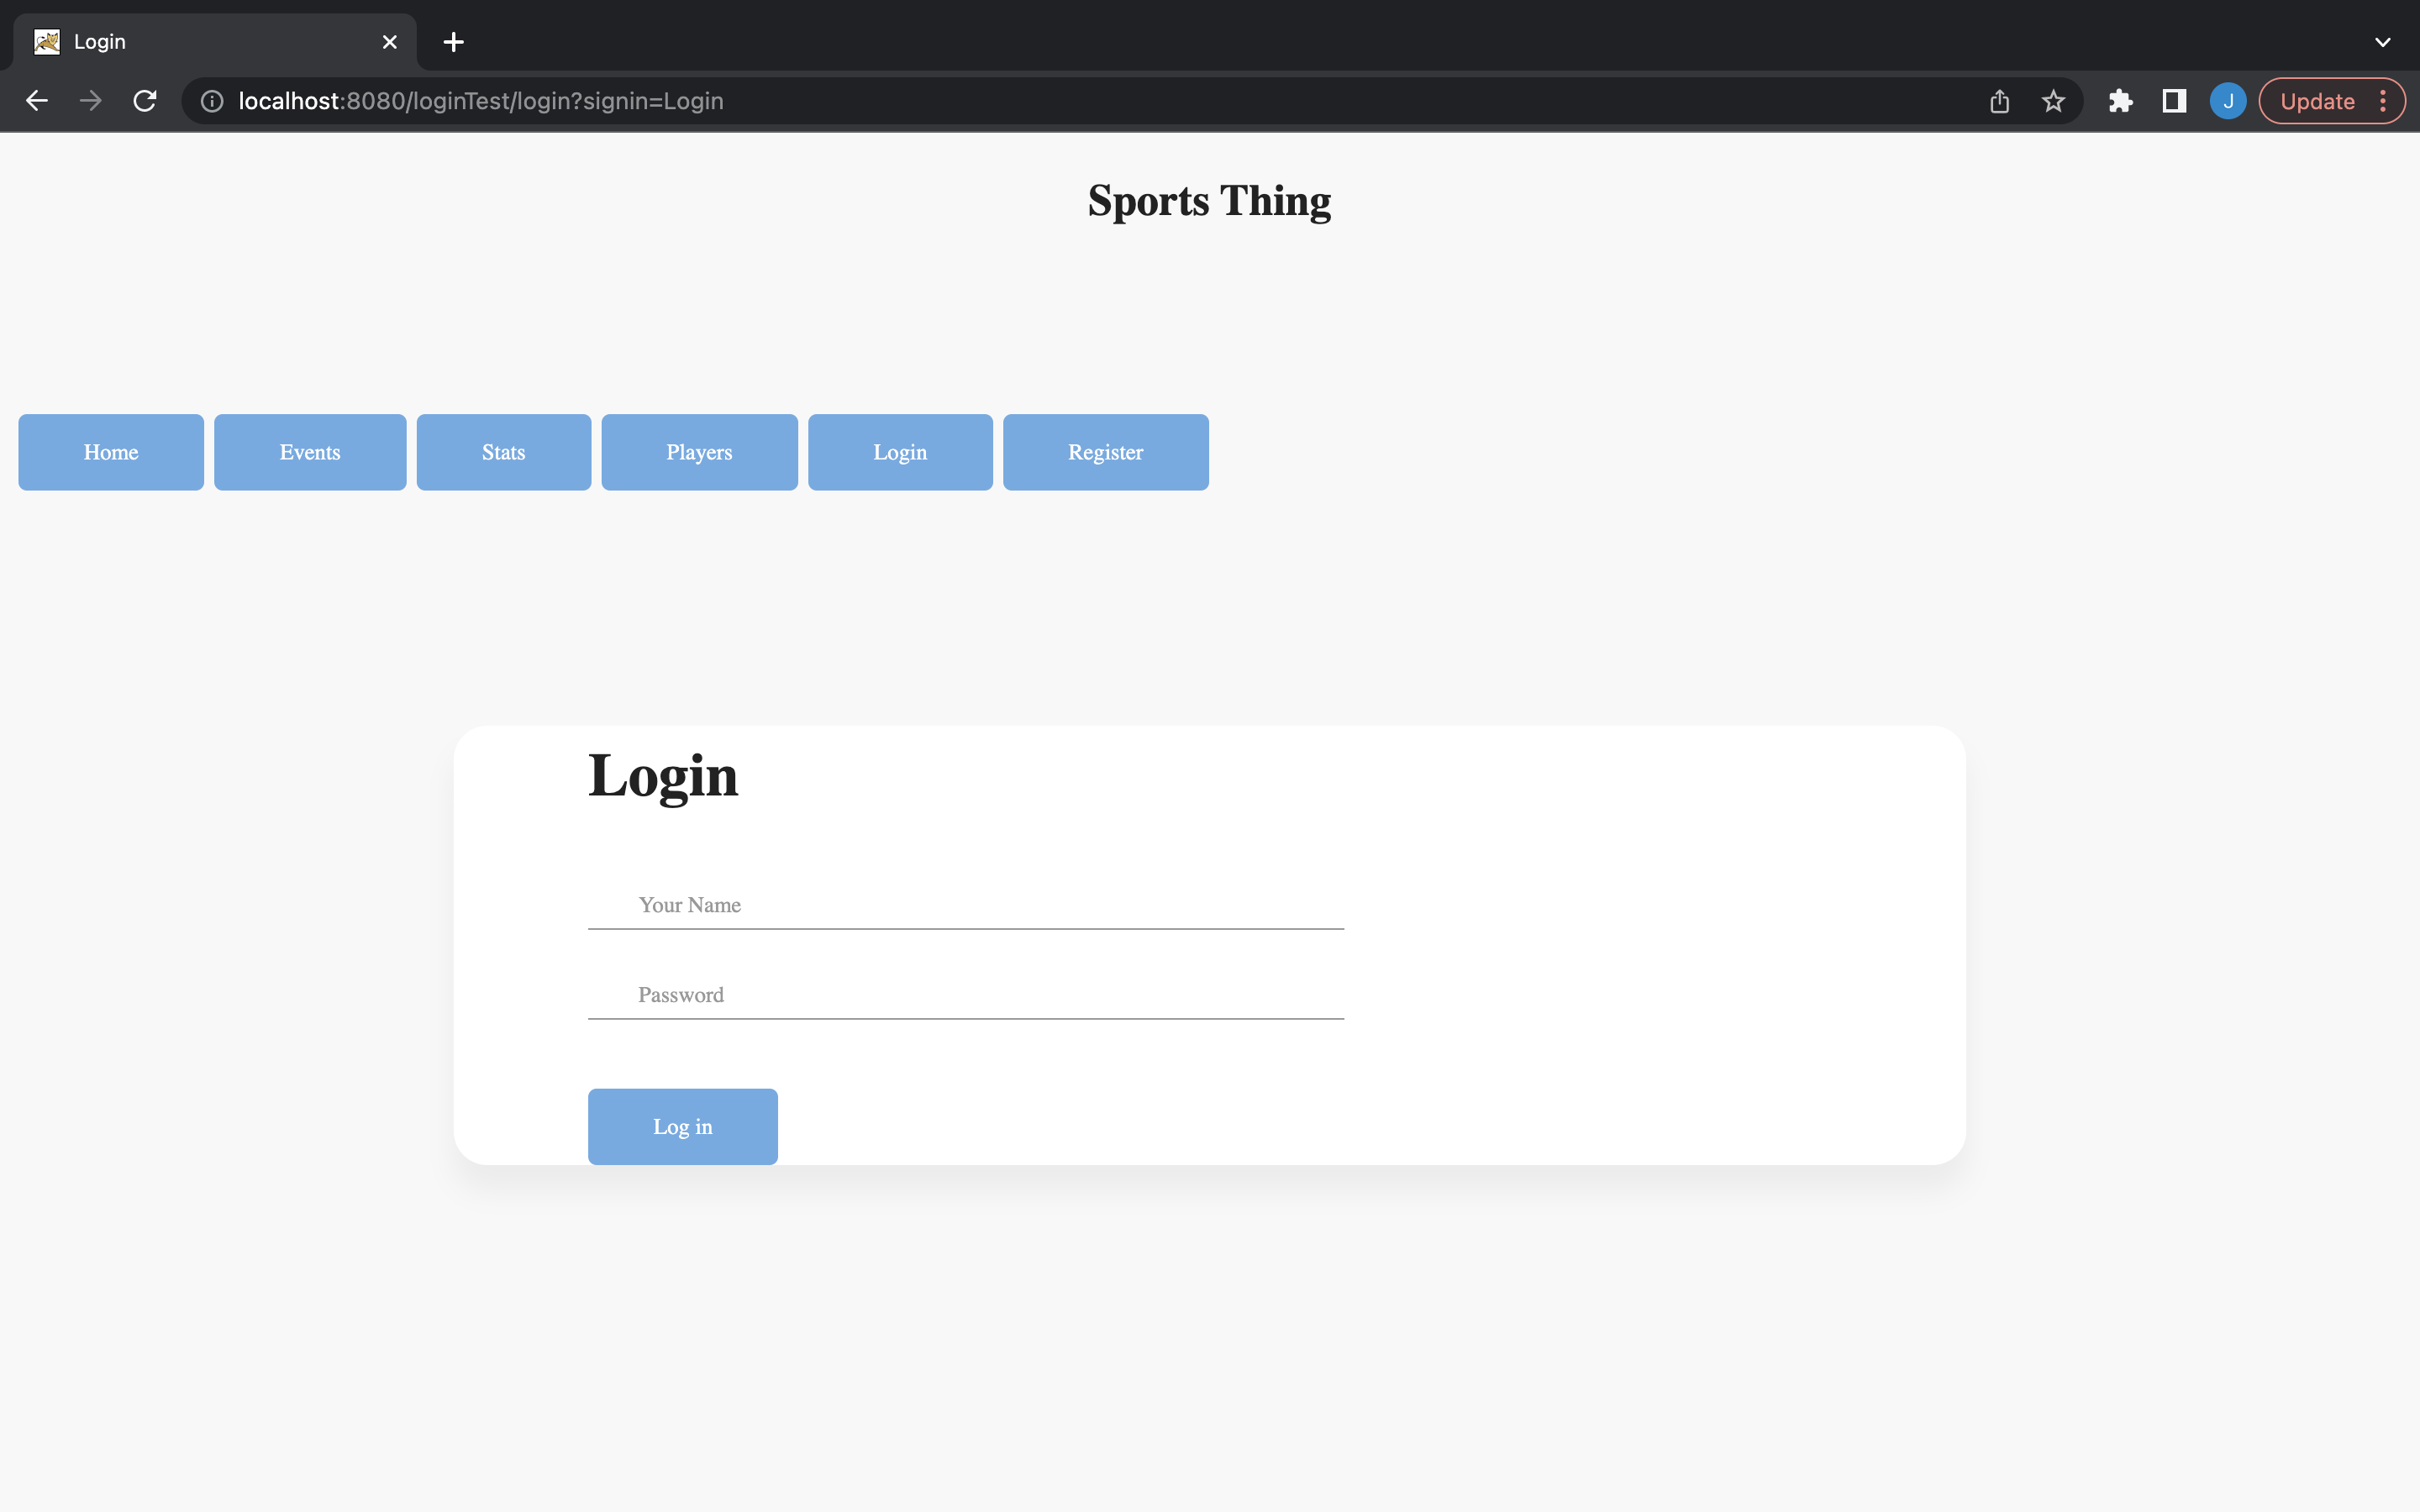 Login
localhost:8080/loginTest/login?signin=Login
J
Update
Sports Thing
Home Events Stats Players Login Register
Login
Your Name
Password
Log in